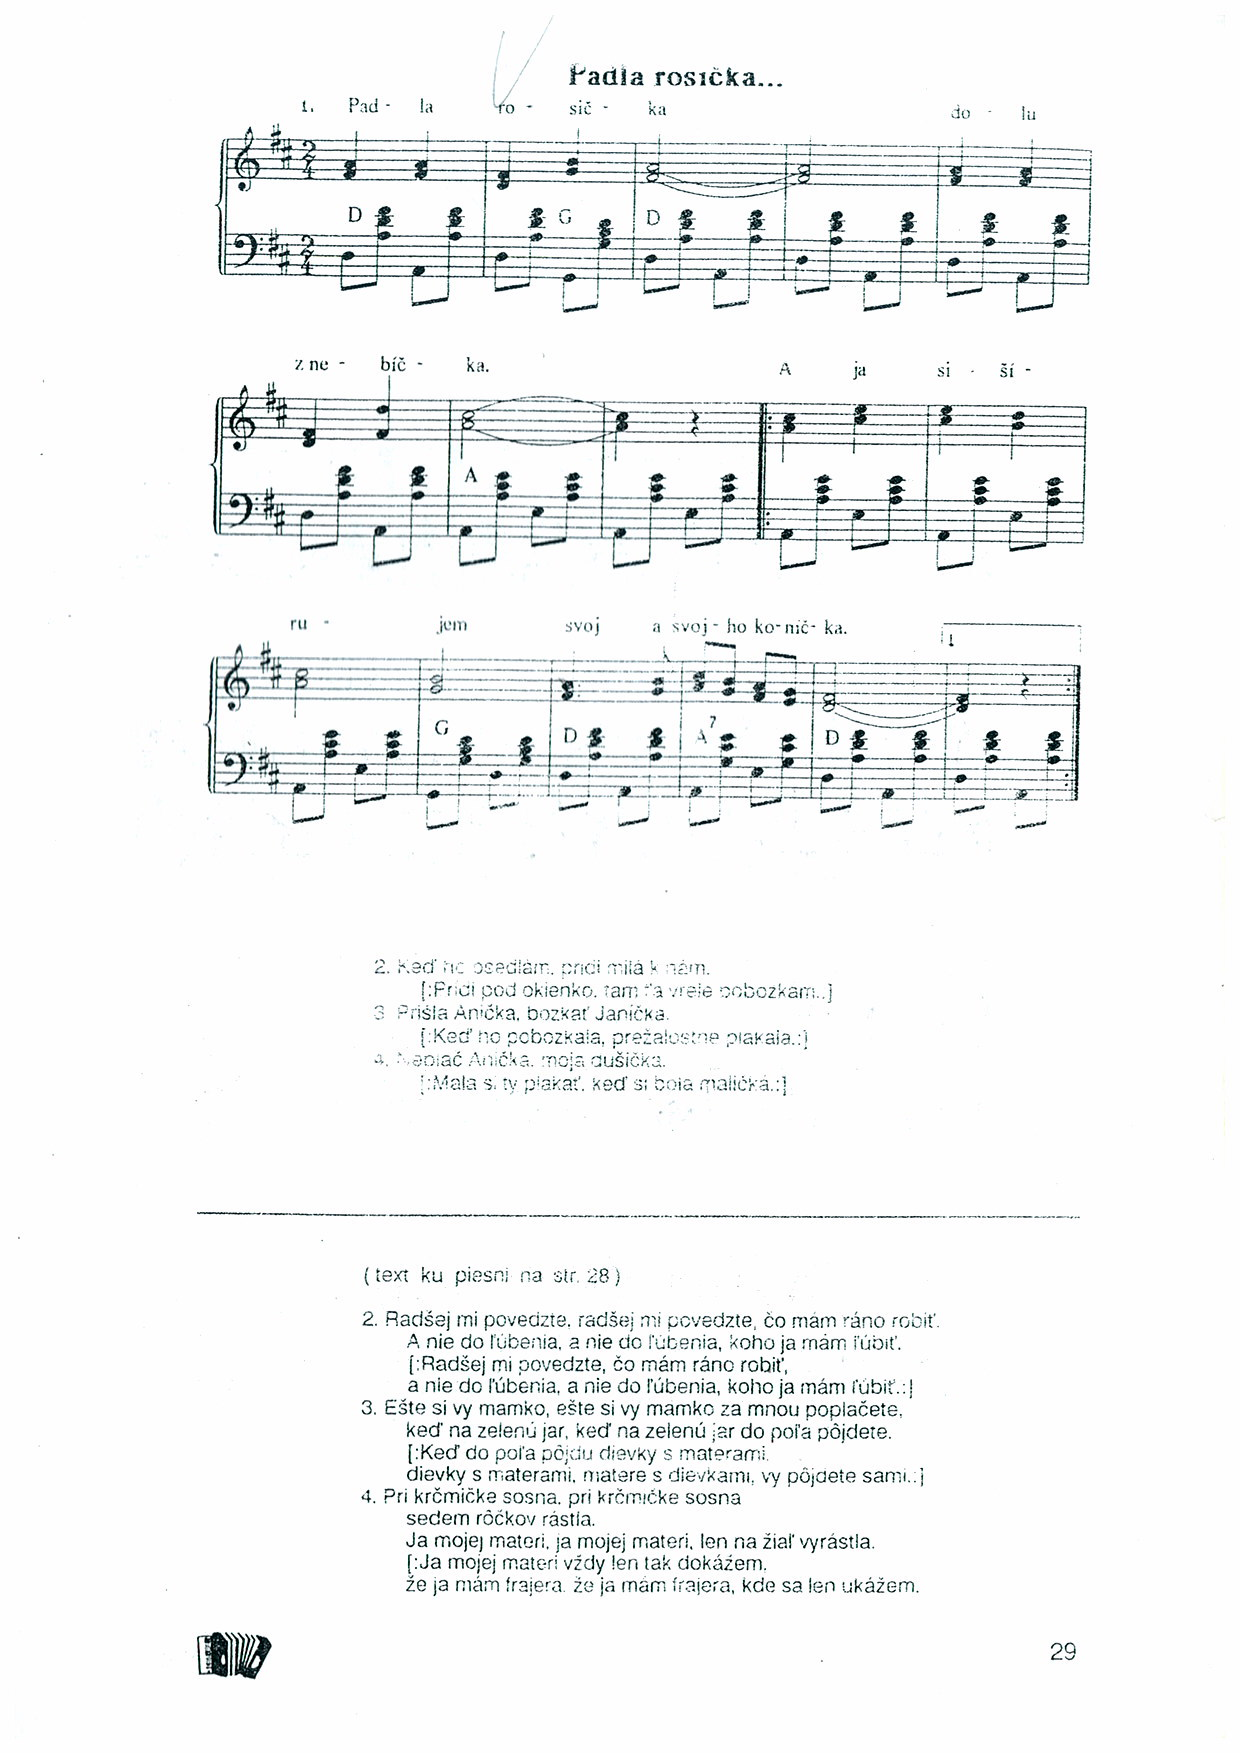 Padla rosička...
1. Pad - la ro - sič - ka do - lu
D G D
z ne - bíč - ka. A ja si - ší -
A
ru - jem svoj a svoj - ho ko - níč - ka. 1.
G D A7 D
2. Keď ho osedlám, prídi milá k nám.
[:Prídi pod okienko, tam ťa vrele pobozkám.:]
3. Prišla Anička, bozkať Janíčka.
[:Keď ho pobozkala, prežalostne plakala.:]
4. Neplač Anička, moja dušička.
[:Mala si ty plakať, keď si bola maličká.:]
(text ku piesni na str. 28)
2. Radšej mi povedzte, radšej mi povedzte, čo mám ráno robiť.
A nie do ľúbenia, a nie do ľúbenia, koho ja mám ľúbiť.
[:Radšej mi povedzte, čo mám ráno robiť,
a nie do ľúbenia, a nie do ľúbenia, koho ja mám ľúbiť.:]
3. Ešte si vy mamko, ešte si vy mamko za mnou poplačete,
keď na zelenú jar, keď na zelenú jar do poľa pôjdete.
[:Keď do poľa pôjdu dievky s materami,
dievky s materami, matere s dievkami, vy pôjdete sami.:]
4. Pri krčmičke sosna, pri krčmičke sosna
sedem rôčkov rástla.
Ja mojej materi, ja mojej materi, len na žiaľ vyrástla.
[:Ja mojej materi vždy len tak dokážem,
že ja mám frajera, že ja mám frajera, kde sa len ukážem.
29